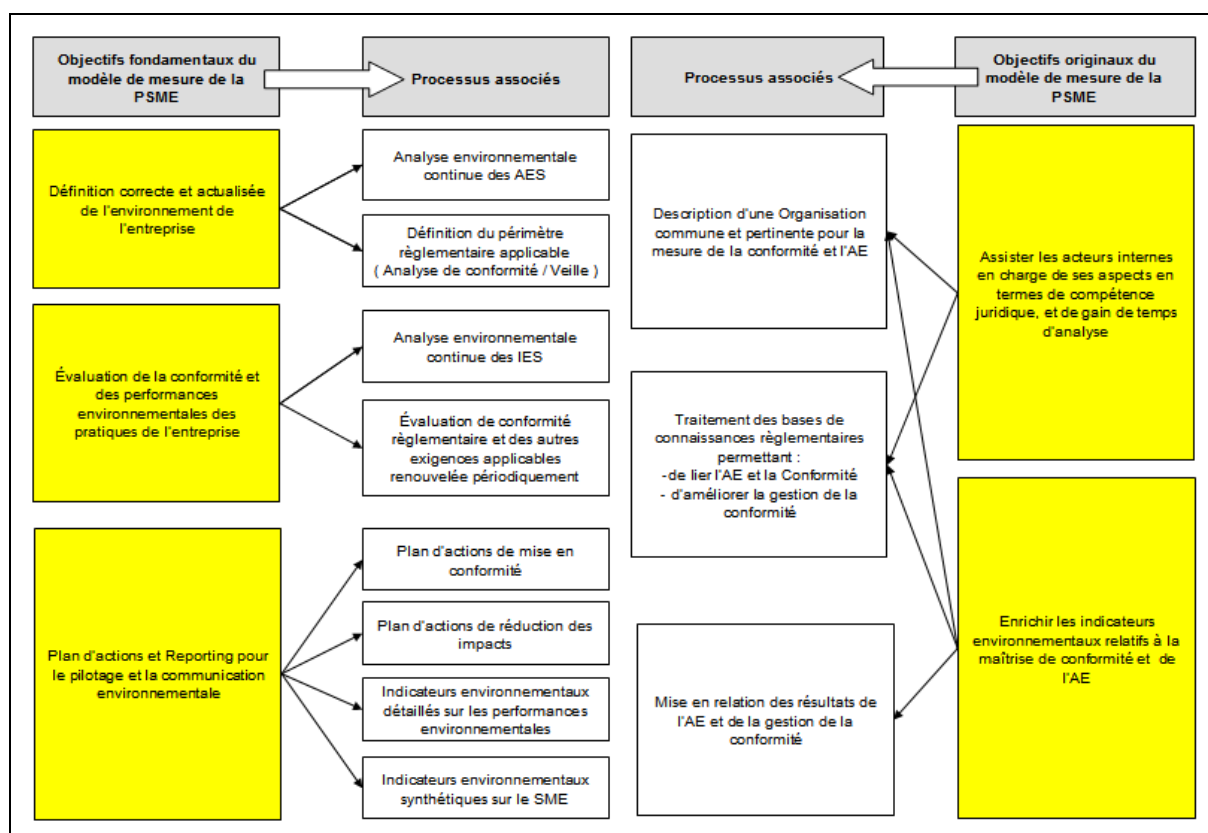 Objectifs fondamentaux du
modèle de mesure de la
PSME
Processus associés
Processus associés
Objectifs originaux du
modèle de mesure de la
PSME
Définition correcte et actualisée
de l'environnement de
l'entreprise
Analyse environnementale
continue des AES
Définition du périmètre
règlementaire applicable
( Analyse de conformité / Veille )
Évaluation de la conformité et
des performances
environnementales des
pratiques de l'entreprise
Analyse environnementale
continue des IES
Évaluation de conformité
règlementaire et des autres
exigences applicables
renouvelée périodiquement
Plan d'actions et Reporting pour
le pilotage et la communication
environnementale
Plan d'actions de mise en
conformité
Plan d'actions de réduction des
impacts
Indicateurs environnementaux
détaillés sur les performances
environnementales
Indicateurs environnementaux
synthétiques sur le SME
Description d'une Organisation
commune et pertinente pour la
mesure de la conformité et l'AE
Traitement des bases de
connaissances règlementaires
permettant :
-de lier l'AE et la Conformité
- d'améliorer la gestion de la
conformité
Mise en relation des résultats de
l'AE et de la gestion de la
conformité
Assister les acteurs internes
en charge de ses aspects en
termes de compétence
juridique, et de gain de temps
d'analyse
Enrichir les indicateurs
environnementaux relatifs à la
maîtrise de conformité et de
l'AE